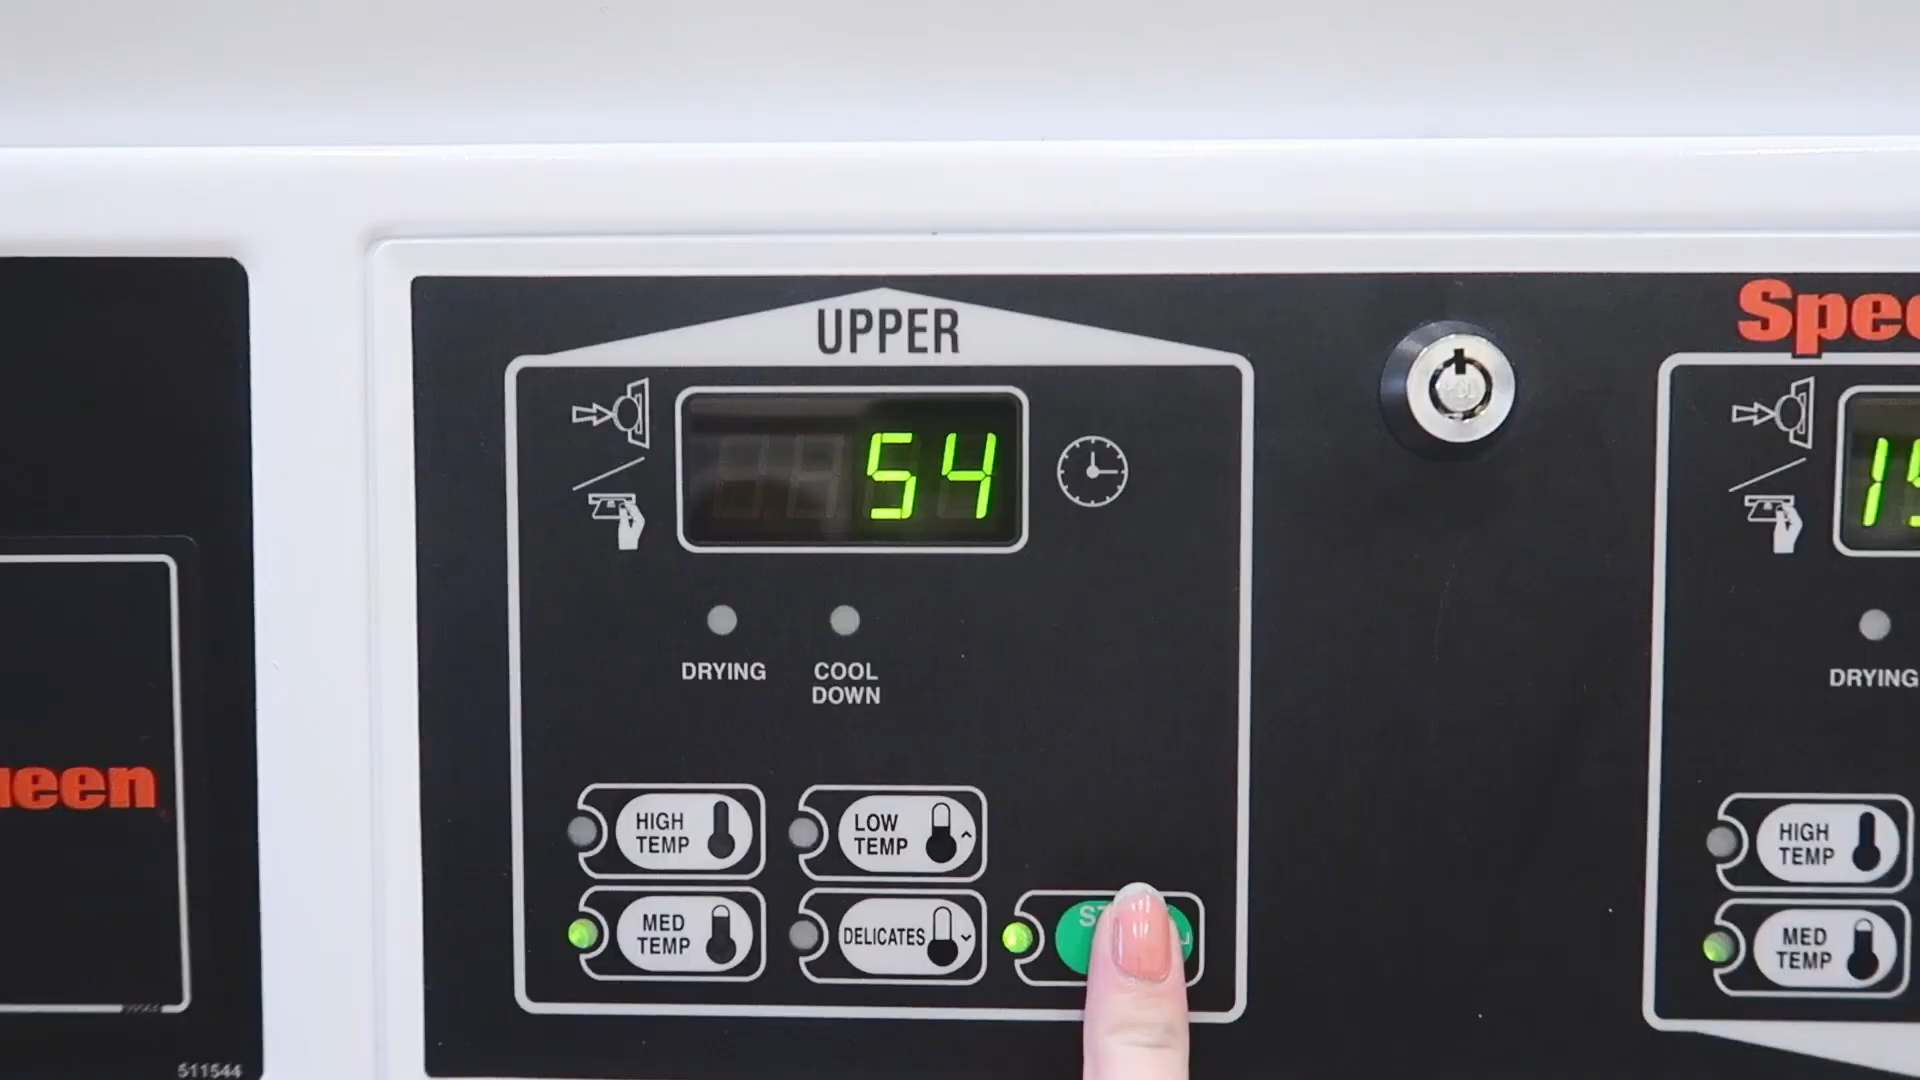 UPPER
54
DRYING
COOL
DOWN
HIGH
TEMP
LOW
TEMP
MED
TEMP
DELICATES
ueen
511544
Spee
DRYING
HIGH
TEMP
MED
TEMP